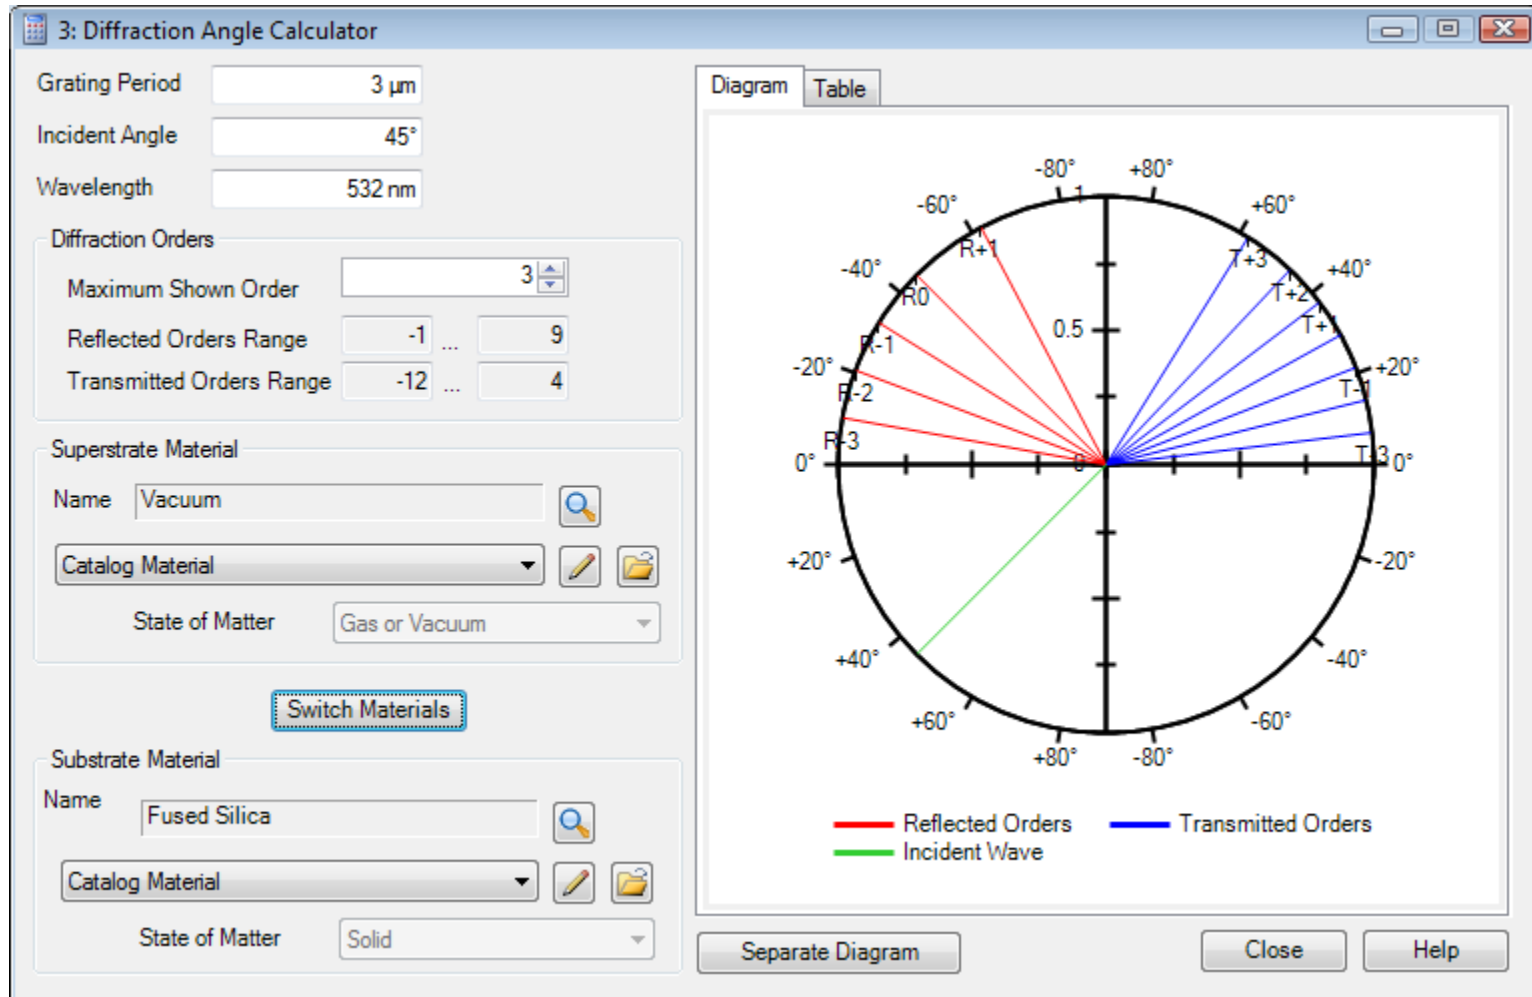 3: Diffraction Angle Calculator
Grating Period 3 µm
Incident Angle 45°
Wavelength 532 nm
Diffraction Orders
Maximum Shown Order 3
Reflected Orders Range -1 ... 9
Transmitted Orders Range -12 ... 4
Superstrate Material
Name Vacuum
Catalog Material
State of Matter Gas or Vacuum
Switch Materials
Substrate Material
Name Fused Silica
Catalog Material
State of Matter Solid
Diagram Table
-80° +80°
1
-60° +60°
R+1 T+3
-40° +40°
R0 T+2
0.5 T+1
R-1
-20° +20°
R-2 T-1
R-3 T-3
0° 0 0°
+20° -20°
+40° -40°
+60° -60°
+80° -80°
Reflected Orders Transmitted Orders
Incident Wave
Separate Diagram Close Help